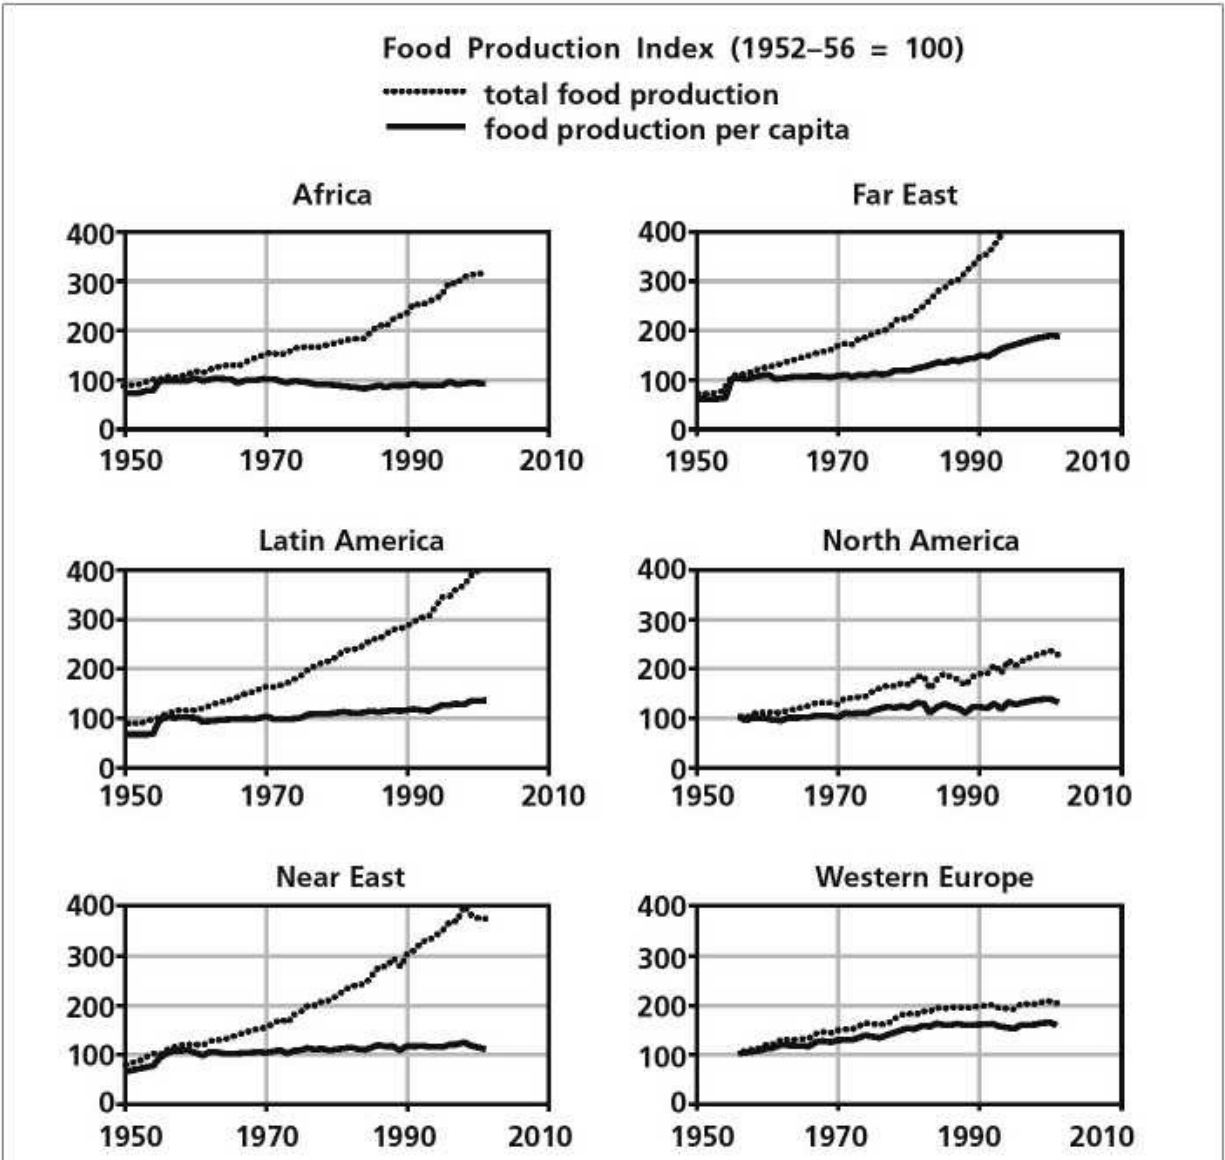 Food Production Index (1952–56 = 100)
total food production
food production per capita
Africa
400
300
200
100
0
1950 1970 1990 2010
Far East
400
300
200
100
0
1950 1970 1990 2010
Latin America
400
300
200
100
0
1950 1970 1990 2010
North America
400
300
200
100
0
1950 1970 1990 2010
Near East
400
300
200
100
0
1950 1970 1990 2010
Western Europe
400
300
200
100
0
1950 1970 1990 2010